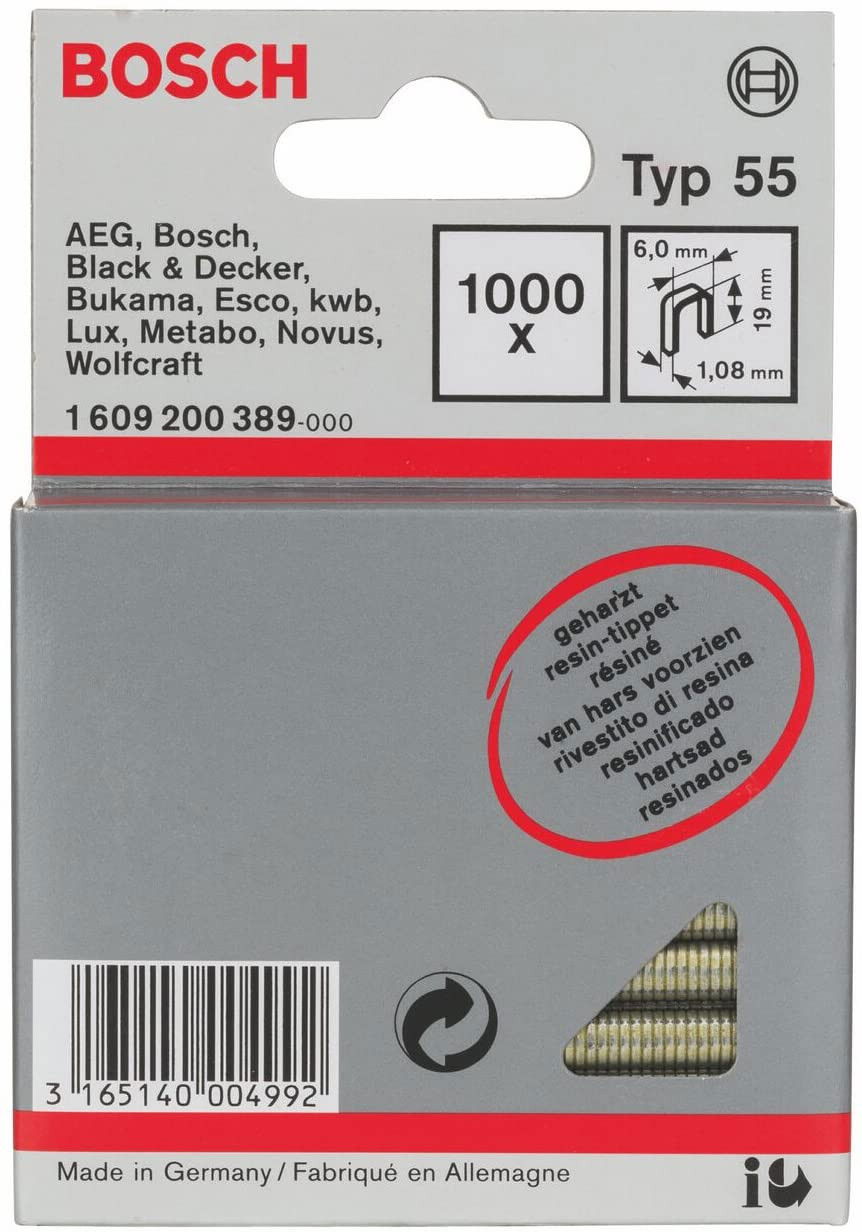 BOSCH
Typ 55
AEG, Bosch,
Black & Decker,
Bukama, Esco, kwb,
Lux, Metabo, Novus,
Wolfcraft
1 609 200 389-000
1000
x
6,0 mm
19 mm
1,08 mm
geharzt
resin-tippet
résiné
van hars voorzien
rivestito di resina
resinificado
hartsad
resinados
3 165140 004992
Made in Germany / Fabriqué en Allemagne